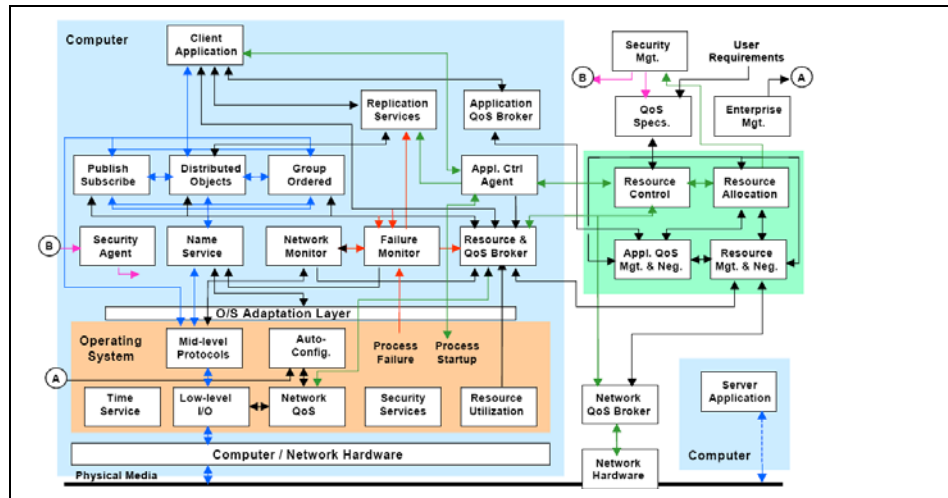 Computer
Client
Application
Security
Mgt.
User
Requirements
B
A
Replication
Services
Application
QoS Broker
QoS
Specs.
Enterprise
Mgt.
Publish
Subscribe
Distributed
Objects
Group
Ordered
Appl. Ctrl
Agent
Resource
Control
Resource
Allocation
B
Security
Agent
Name
Service
Network
Monitor
Failure
Monitor
Resource &
QoS Broker
Appl. QoS
Mgt. & Neg.
Resource
Mgt. & Neg.
O/S Adaptation Layer
Operating
System
Mid-level
Protocols
Auto-
Config.
Process
Failure
Process
Startup
A
Time
Service
Low-level
I/O
Network
QoS
Security
Services
Resource
Utilization
Network
QoS Broker
Server
Application
Computer / Network Hardware
Computer
Physical Media
Network
Hardware